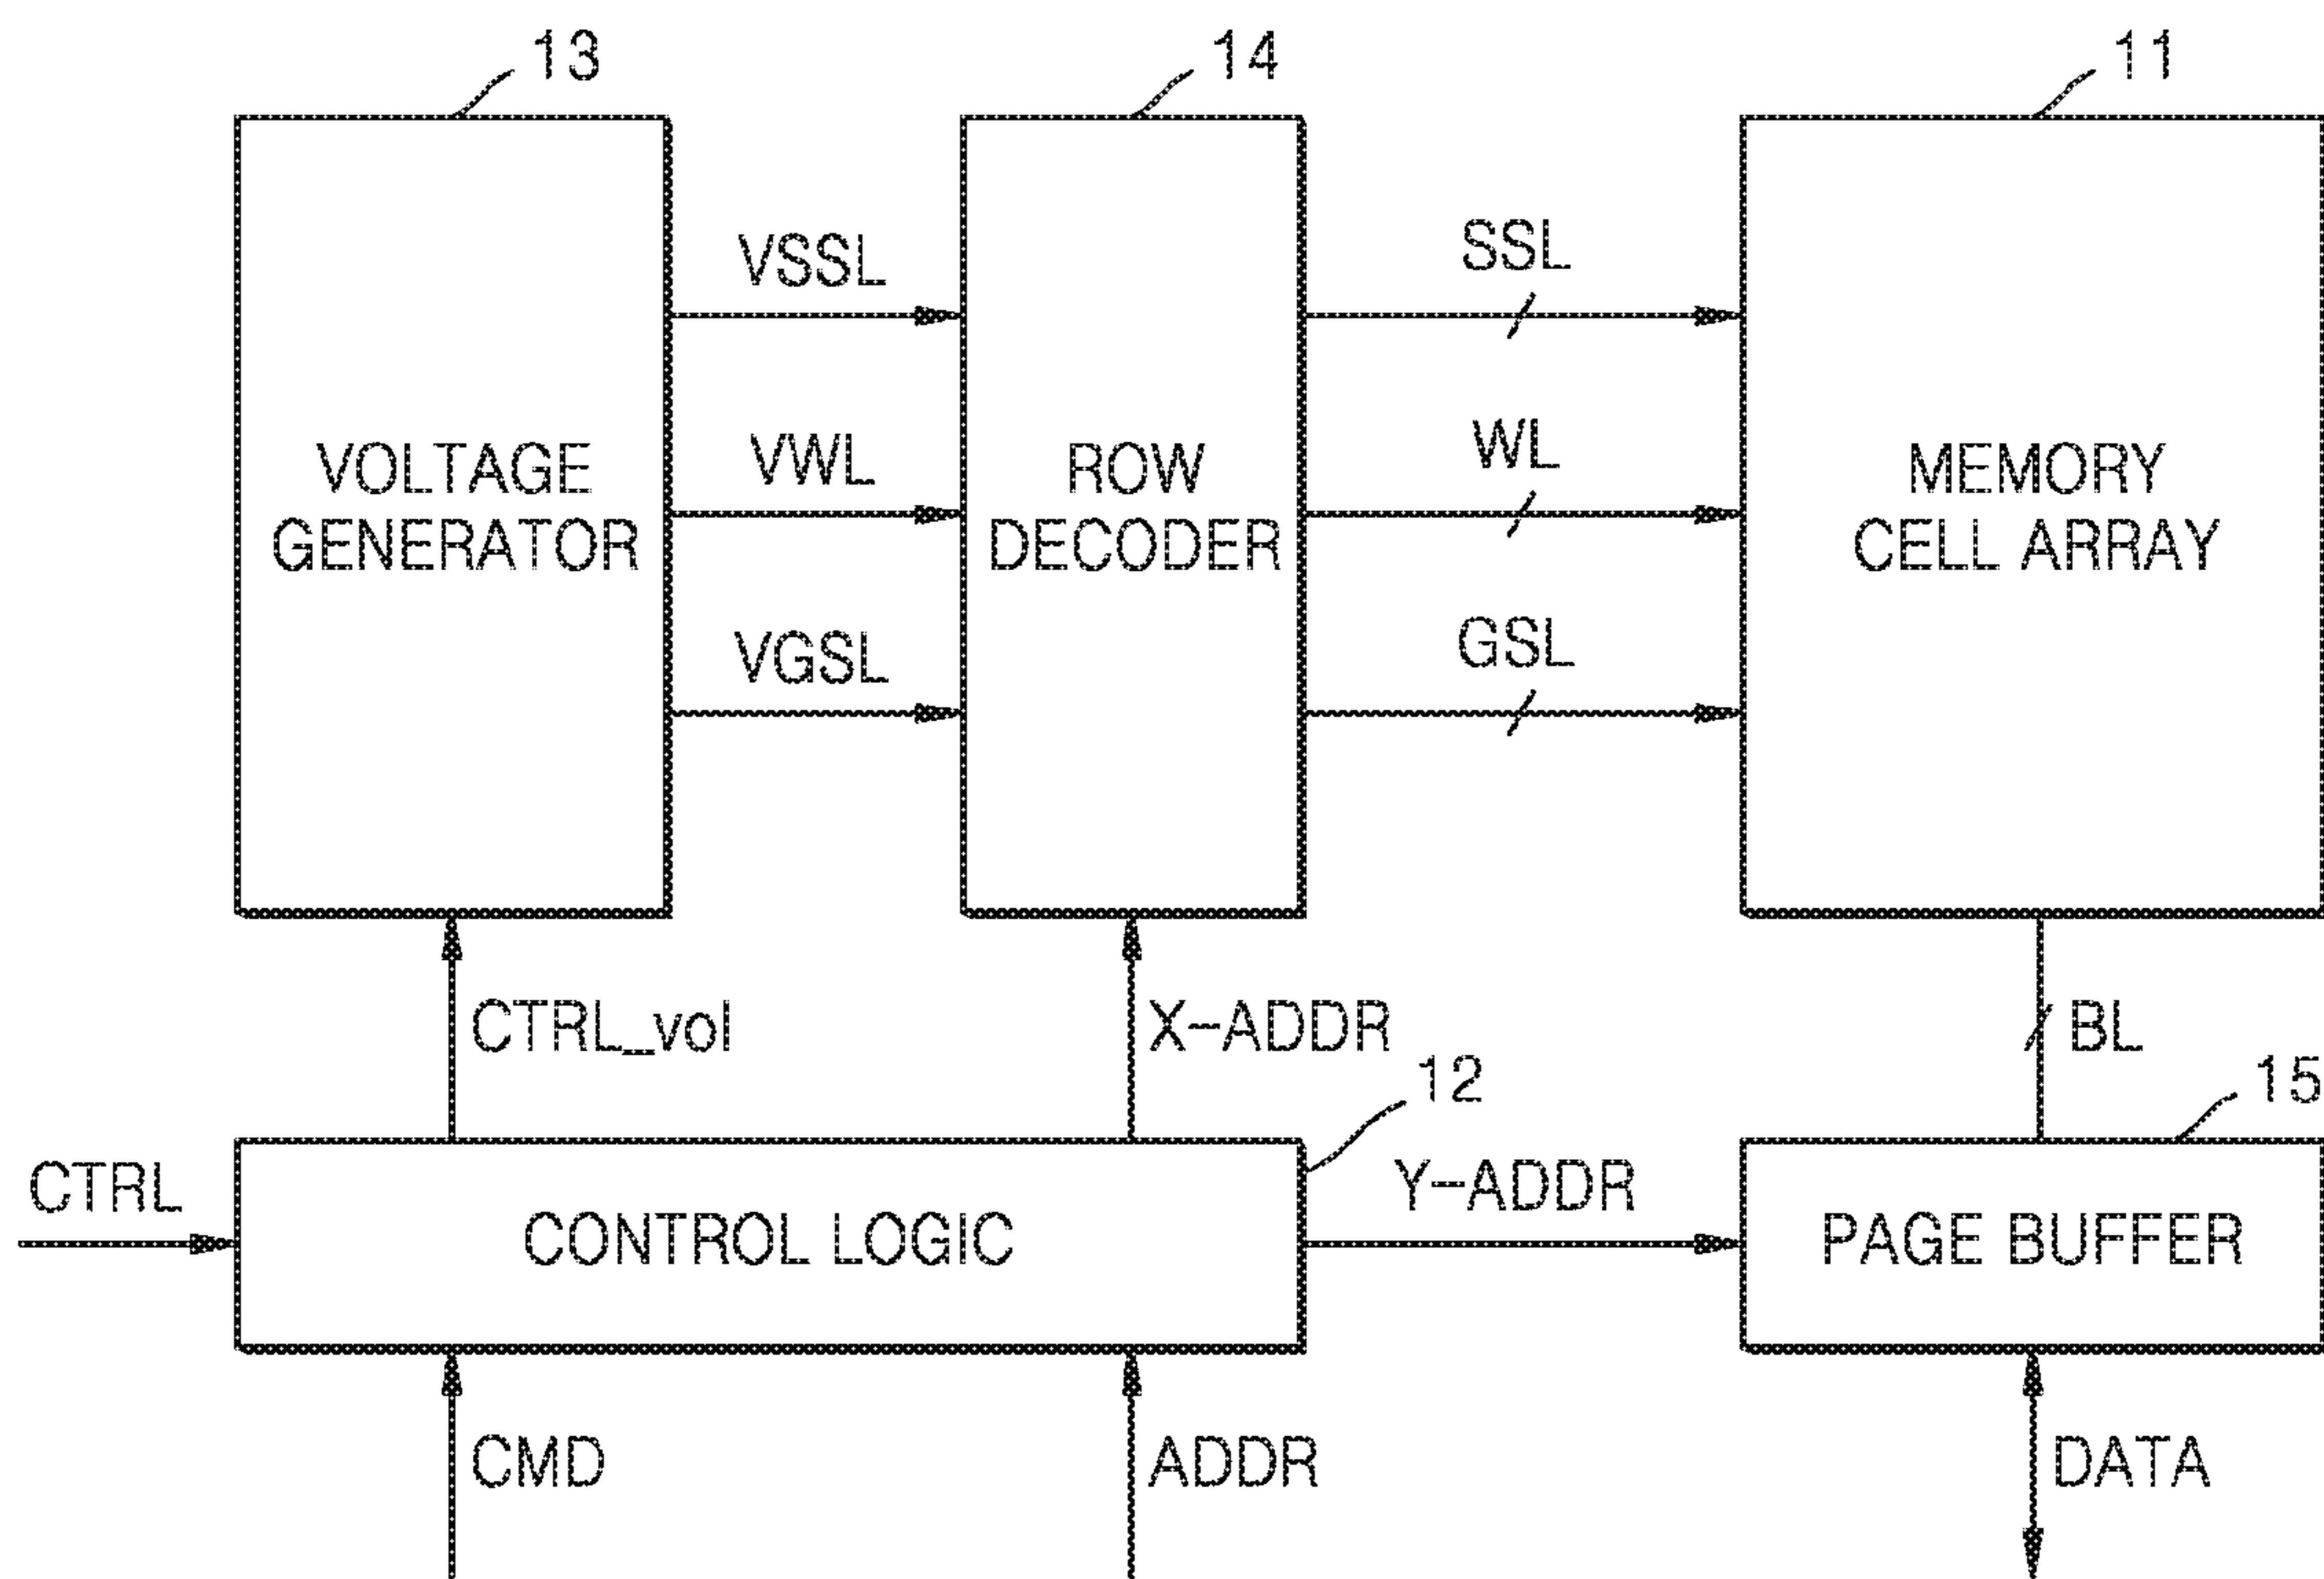 13
14
11
VSSL
SSL
VOLTAGE
GENERATOR
VWL
ROW
DECODER
WL
MEMORY
CELL ARRAY
VGSL
GSL
CTRL_vol
X-ADDR
BL
12
15
CTRL
CONTROL LOGIC
Y-ADDR
PAGE BUFFER
CMD
ADDR
DATA